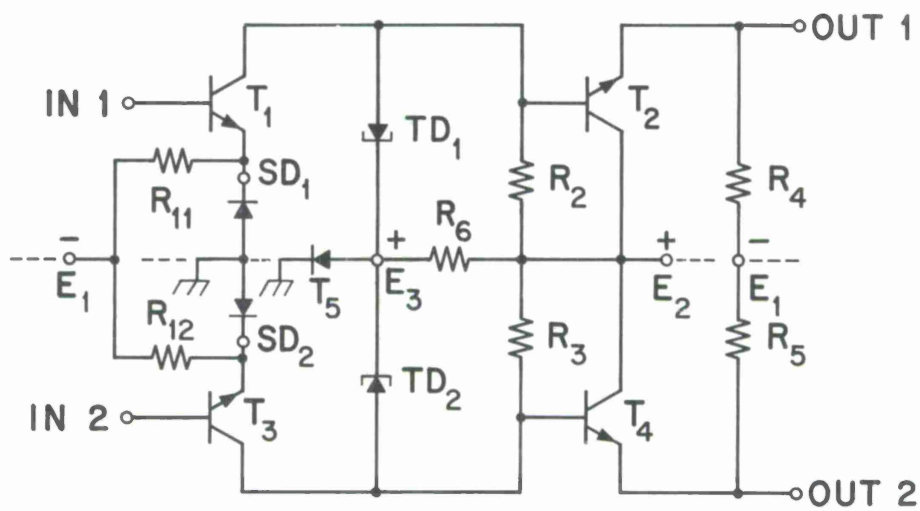 OUT 1
IN 1
T1
TD1
T2
SD1
R11
R2
R4
R6
- + + -
E1
T5
E3
E2
E1
R12
SD2
R3
R5
TD2
IN 2
T3
T4
OUT 2